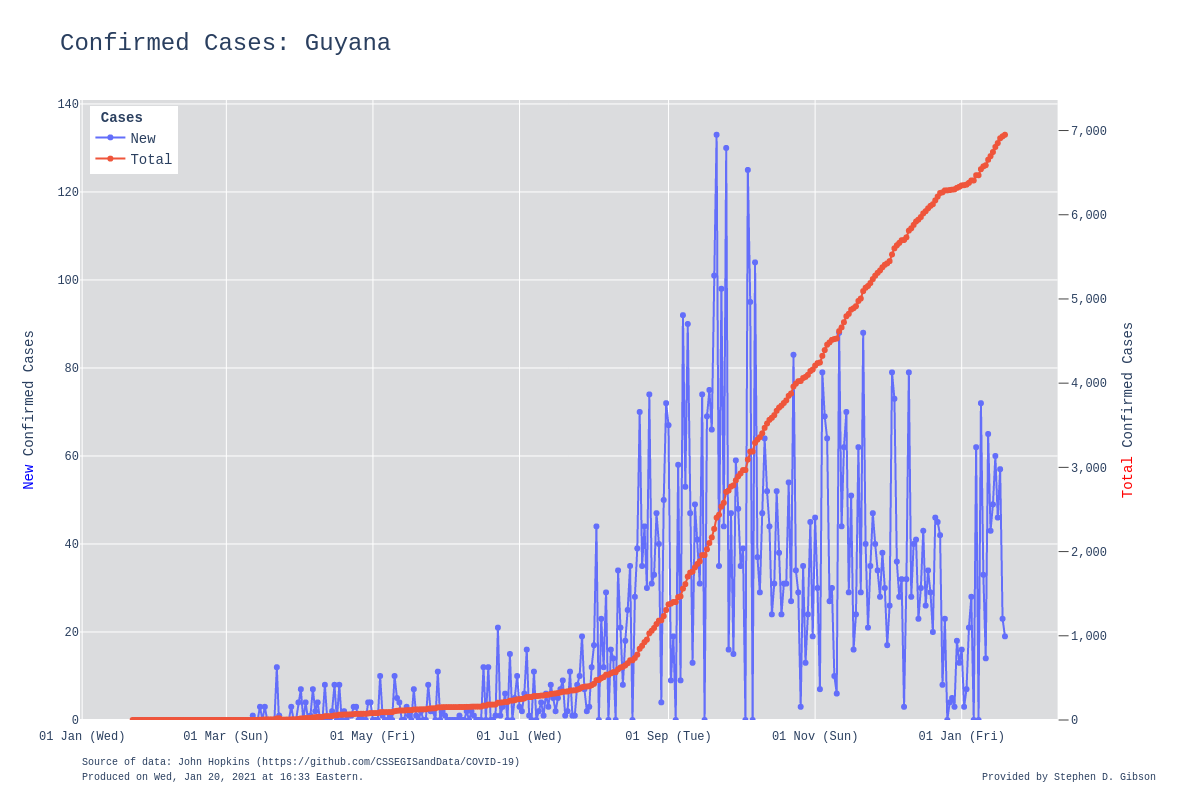 Confirmed Cases: Guyana
Cases
New
Total
140
120
100
80
60
40
20
0
7,000
6,000
5,000
4,000
3,000
2,000
1,000
0
New Confirmed Cases
Total Confirmed Cases
01 Jan (Wed)
01 Mar (Sun)
01 May (Fri)
01 Jul (Wed)
01 Sep (Tue)
01 Nov (Sun)
01 Jan (Fri)
Source of data: John Hopkins (https://github.com/CSSEGISandData/COVID-19)
Produced on Wed, Jan 20, 2021 at 16:33 Eastern.
Provided by Stephen D. Gibson